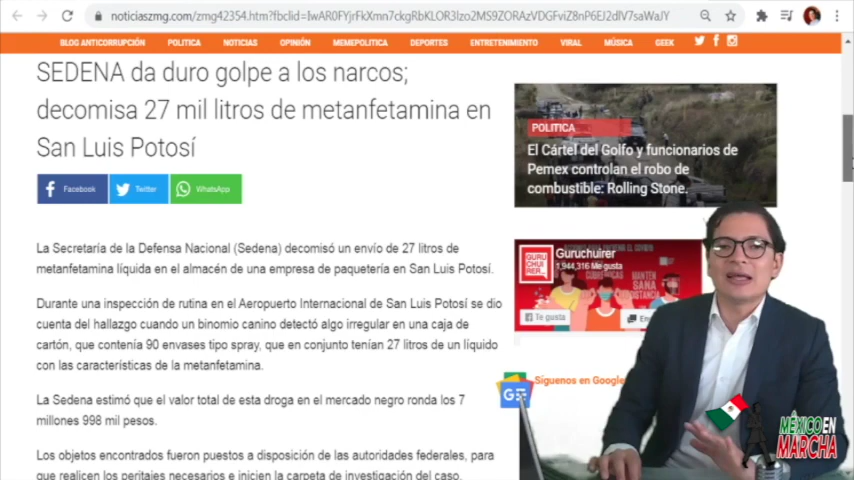 noticiaszmg.com/zmg42354.htm?fbclid=IwAR0FYjrFkXmn7ckgRbKLOR3lzo2MS9ZORAzVDGFviZ8nP6EJ2dlV7saWaJY
BLOG ANTICORRUPCIÓN POLITICA NOTICIAS OPINIÓN MEMEPOLITICA DEPORTES ENTRETENIMIENTO VIRAL MÚSICA GEEK
SEDENA da duro golpe a los narcos;
decomisa 27 mil litros de metanfetamina en
San Luis Potosí
Facebook Twitter WhatsApp
La Secretaría de la Defensa Nacional (Sedena) decomisó un envío de 27 litros de
metanfetamina líquida en el almacén de una empresa de paquetería en San Luis Potosí.
Durante una inspección de rutina en el Aeropuerto Internacional de San Luis Potosí se dio
cuenta del hallazgo cuando un binomio canino detectó algo irregular en una caja de
cartón, que contenía 90 envases tipo spray, que en conjunto tenían 27 litros de un líquido
con las características de la metanfetamina.
La Sedena estimó que el valor total de esta droga en el mercado negro ronda los 7
millones 998 mil pesos.
Los objetos encontrados fueron puestos a disposición de las autoridades federales, para
que realicen los peritajes necesarios e inicien la carpeta de investigación del caso.
POLITICA
El Cártel del Golfo y funcionarios de
Pemex controlan el robo de
combustible: Rolling Stone.
GURU
CHUIR
ER...
Guruchuirer
1,944,316 Me gusta
MANTEN
SANA
DISTANCIA
Te gusta
Síguenos en Google
GE
MÉXICO EN
MARCHA